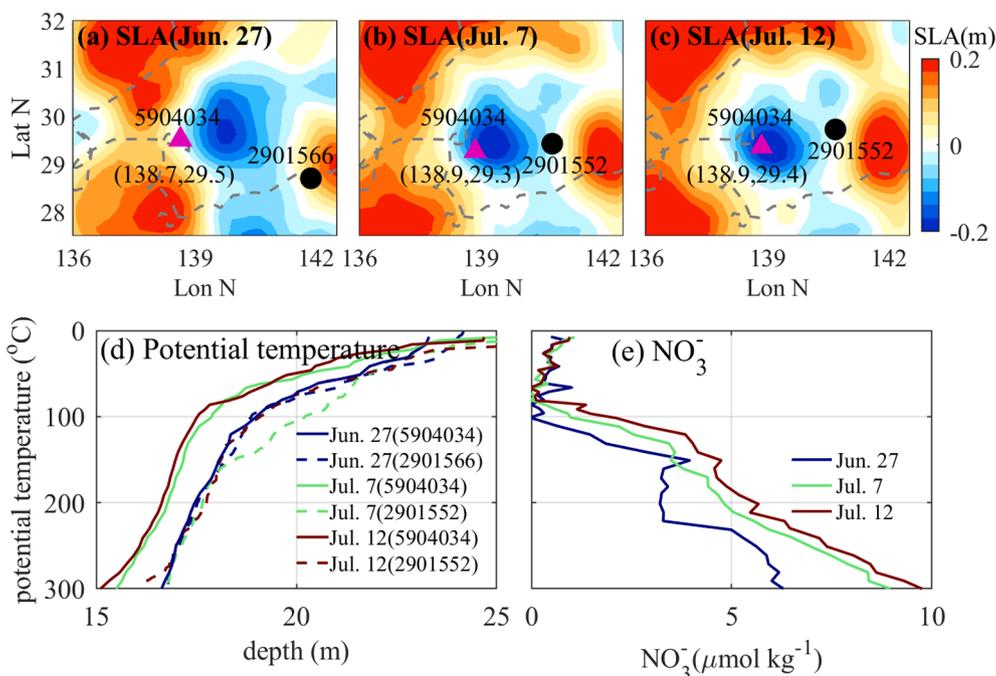 (a) SLA(Jun. 27)
(b) SLA(Jul. 7)
(c) SLA(Jul. 12)
SLA(m)
32
31
30
29
28
Lat N
5904034
2901566
(138.7,29.5)
5904034
2901552
(138.9,29.3)
5904034
2901552
(138.9,29.4)
0.2
0
-0.2
136
139
142
136
139
142
136
139
142
Lon N
Lon N
Lon N
(d) Potential temperature
potential temperature (°C)
0
100
200
300
Jun. 27(5904034)
Jun. 27(2901566)
Jul. 7(5904034)
Jul. 7(2901552)
Jul. 12(5904034)
Jul. 12(2901552)
15
20
25
depth (m)
(e) NO₃⁻
Jun. 27
Jul. 7
Jul. 12
0
5
10
NO₃⁻(μmol kg⁻¹)